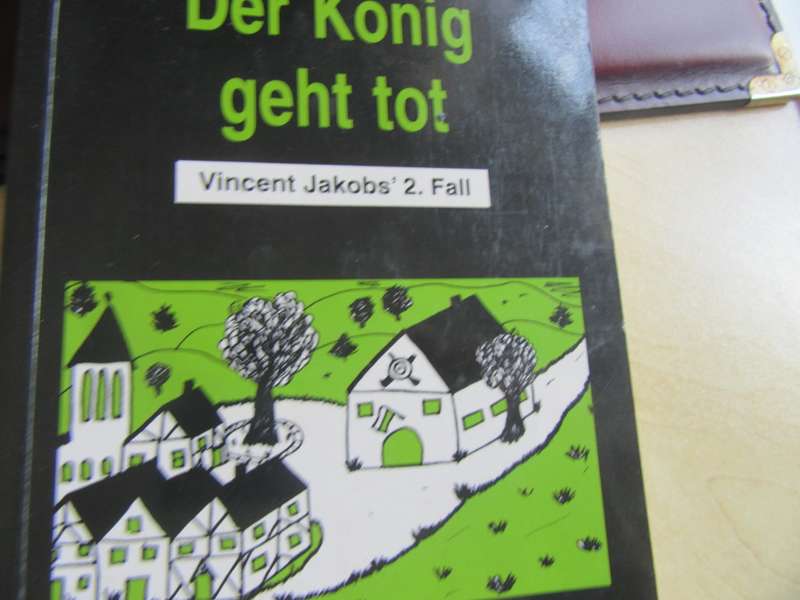 Der König
geht tot
Vincent Jakobs' 2. Fall